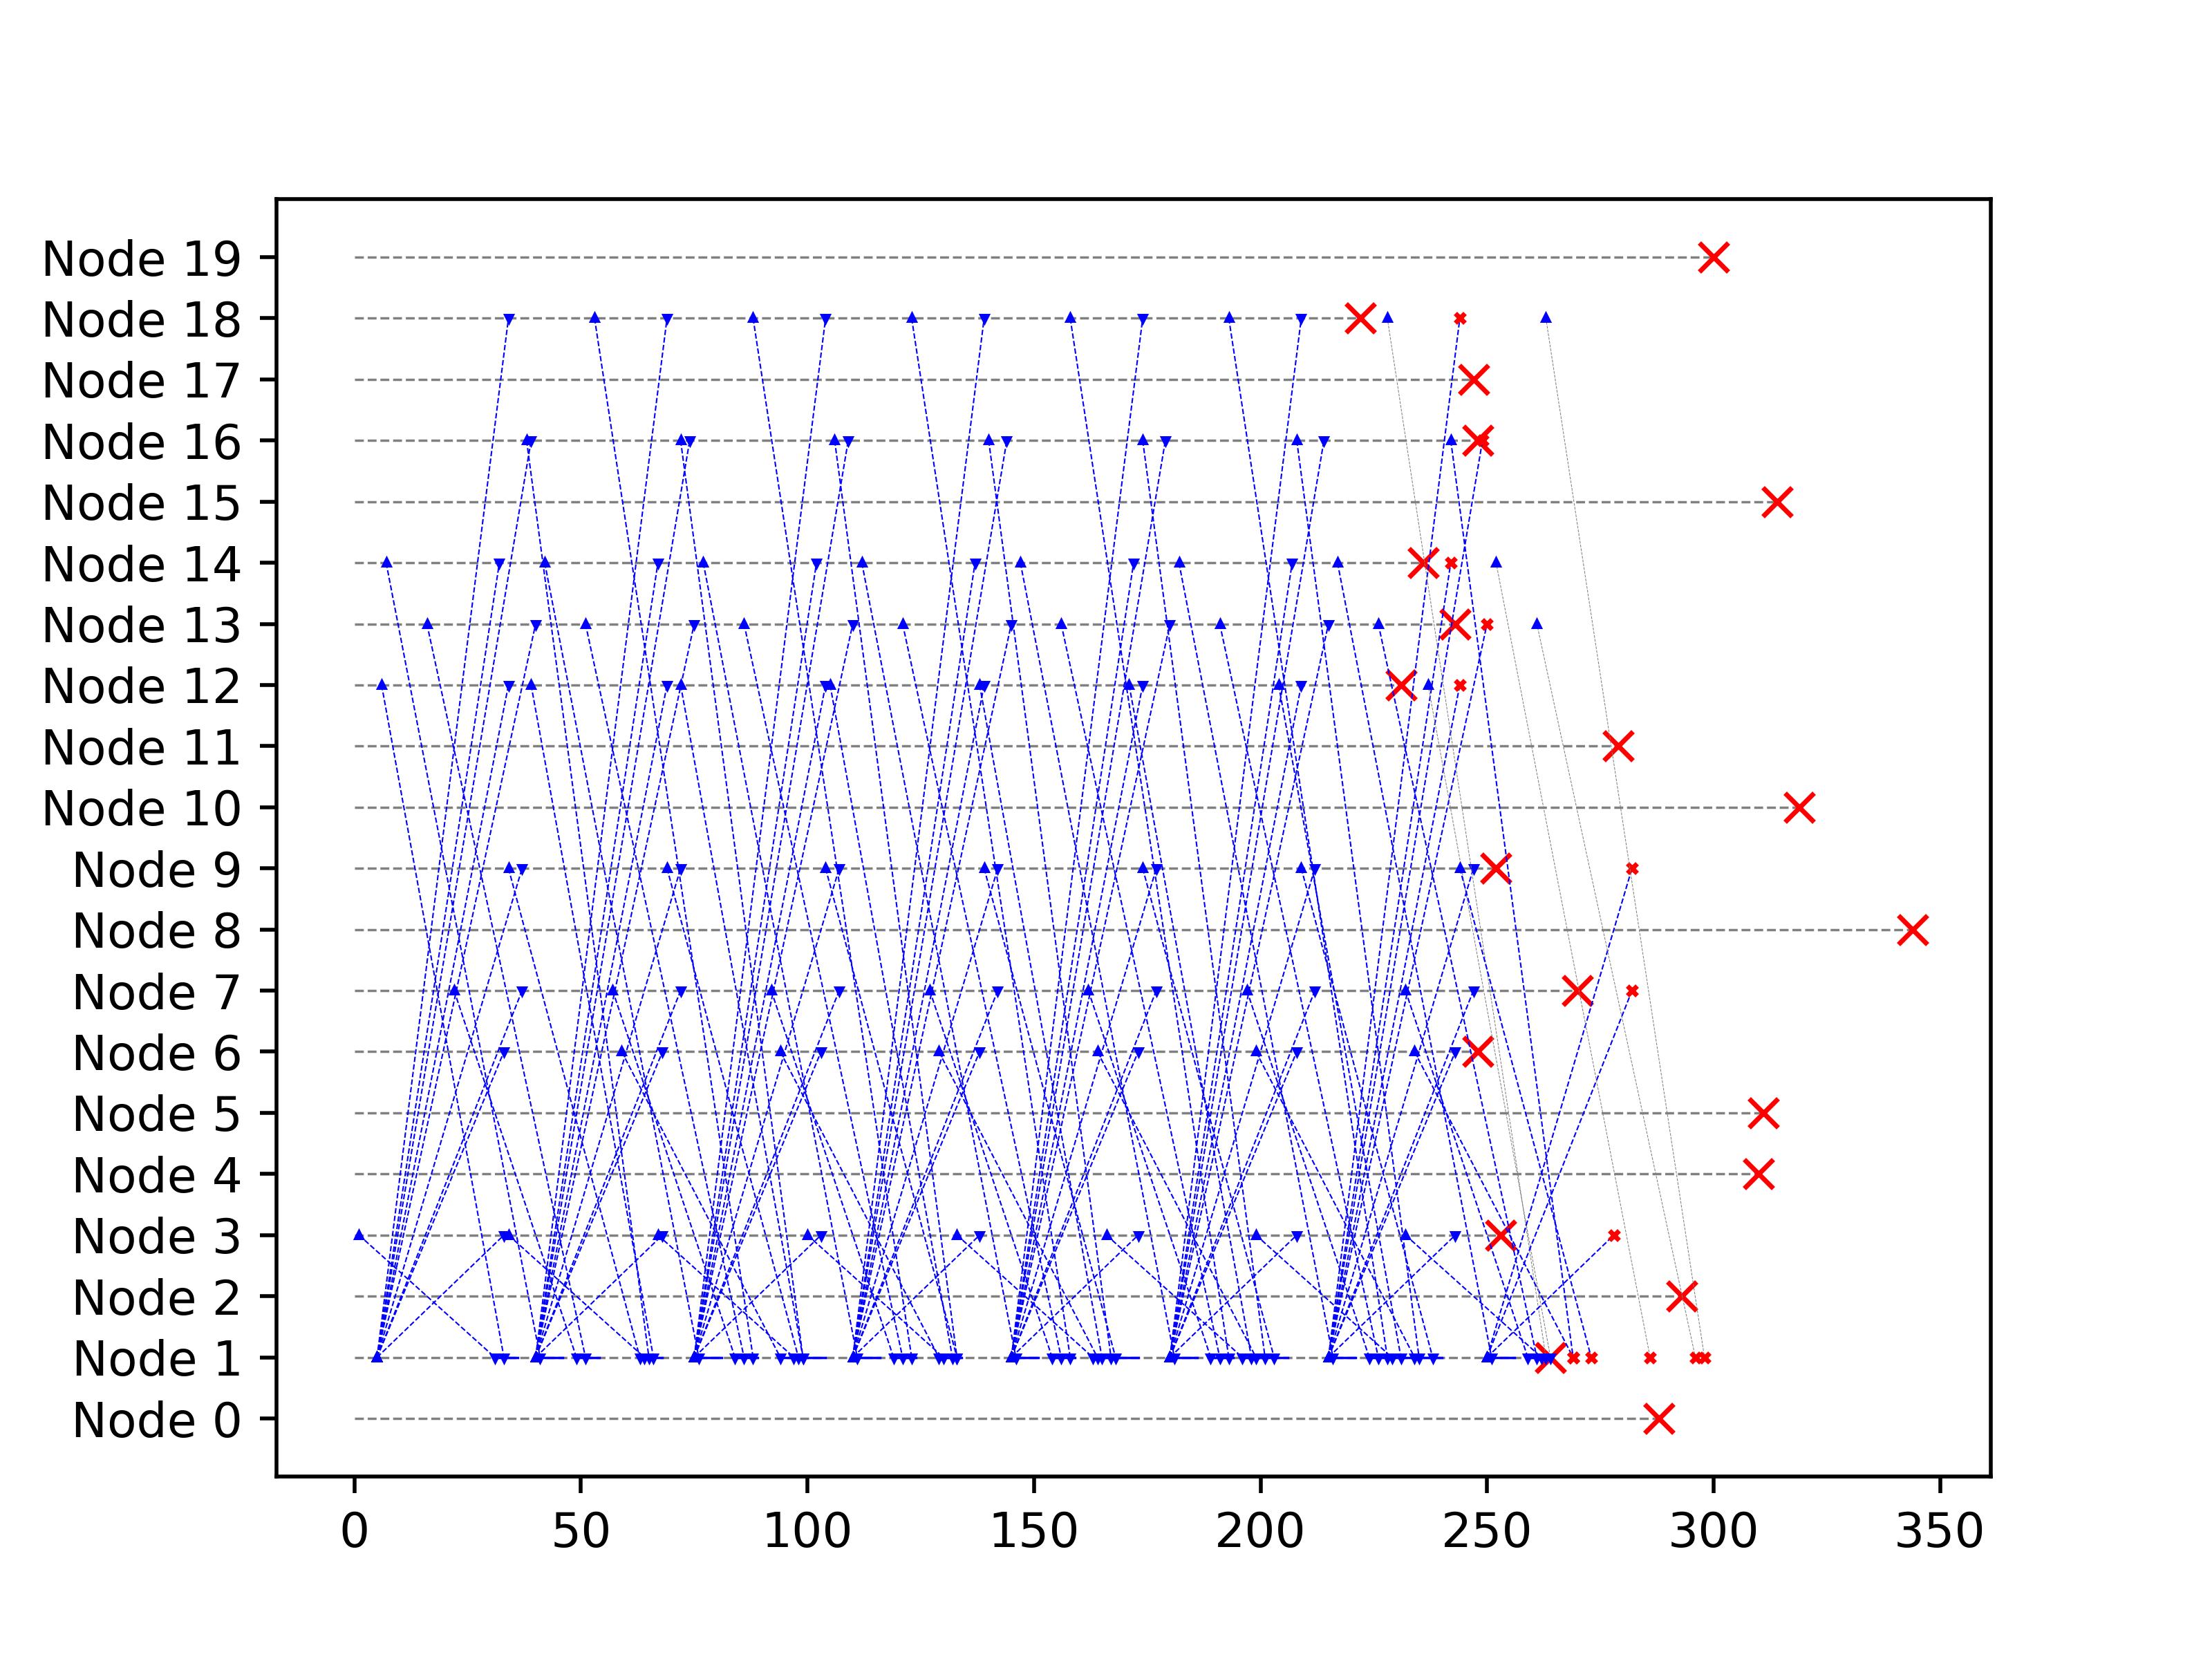 Node 19
Node 18
Node 17
Node 16
Node 15
Node 14
Node 13
Node 12
Node 11
Node 10
Node 9
Node 8
Node 7
Node 6
Node 5
Node 4
Node 3
Node 2
Node 1
Node 0
0 50 100 150 200 250 300 350